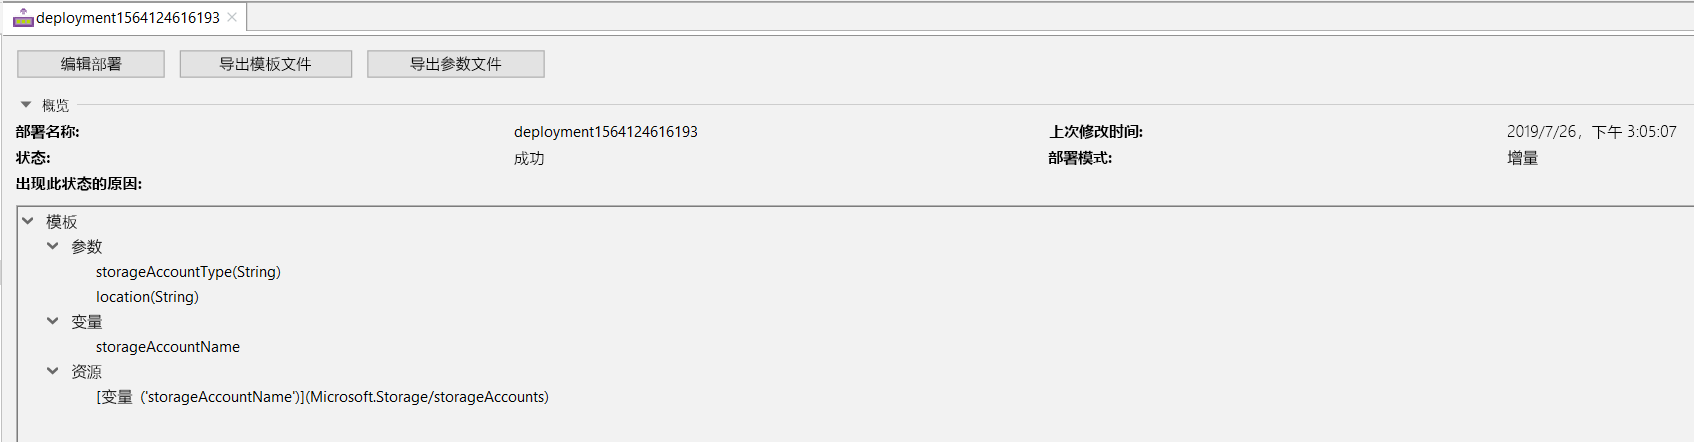 deployment1564124616193
编辑部署 导出模板文件 导出参数文件
概览
部署名称: deployment1564124616193 上次修改时间: 2019/7/26, 下午 3:05:07
状态: 成功 部署模式: 增量
出现此状态的原因:
模板
参数
storageAccountType(String)
location(String)
变量
storageAccountName
资源
[变量 ('storageAccountName')](Microsoft.Storage/storageAccounts)